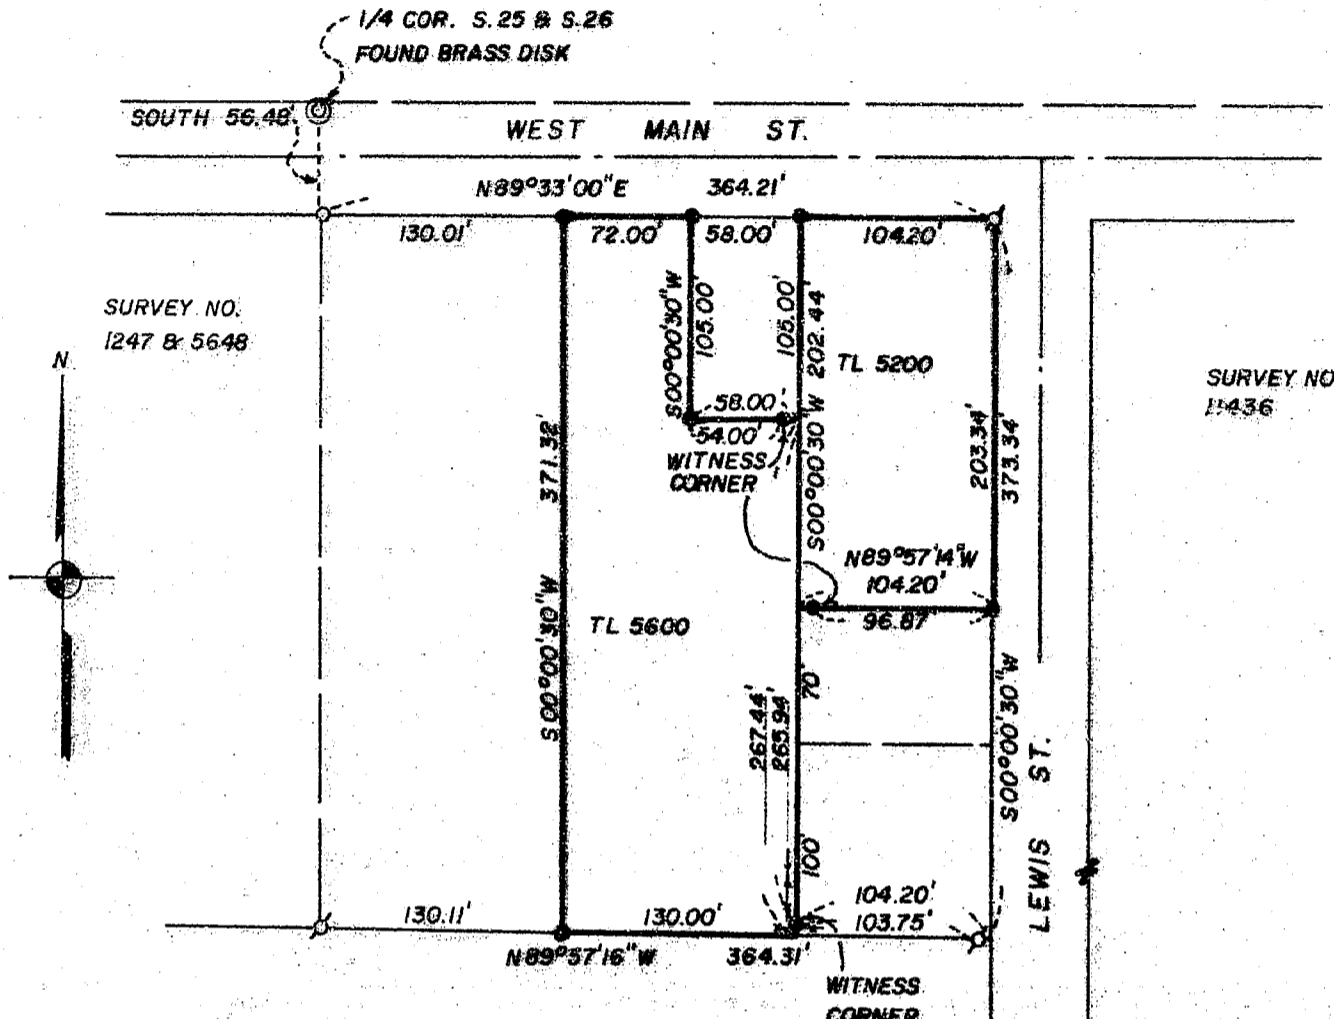 1/4 COR. S.25 & S.26
FOUND BRASS DISK
SOUTH 56.48'
WEST MAIN ST.
N89°33'00"E 364.21'
130.01' 72.00' 58.00' 104.20'
SURVEY NO.
1247 & 5648
N
S00°00'30"W
105.00'
105.00'
202.44'
S00°00'30"W
TL 5200
SURVEY NO
11436
58.00'
54.00'
WITNESS
CORNER
371.32'
S00°00'30"W
203.34'
373.34'
N89°57'14"W
104.20'
96.87'
TL 5600
70'
267.44'
265.94'
S00°00'30"W
LEWIS ST.
100'
130.11' 130.00' 104.20'
103.75'
N89°57'16"W 364.31'
WITNESS
CORNER